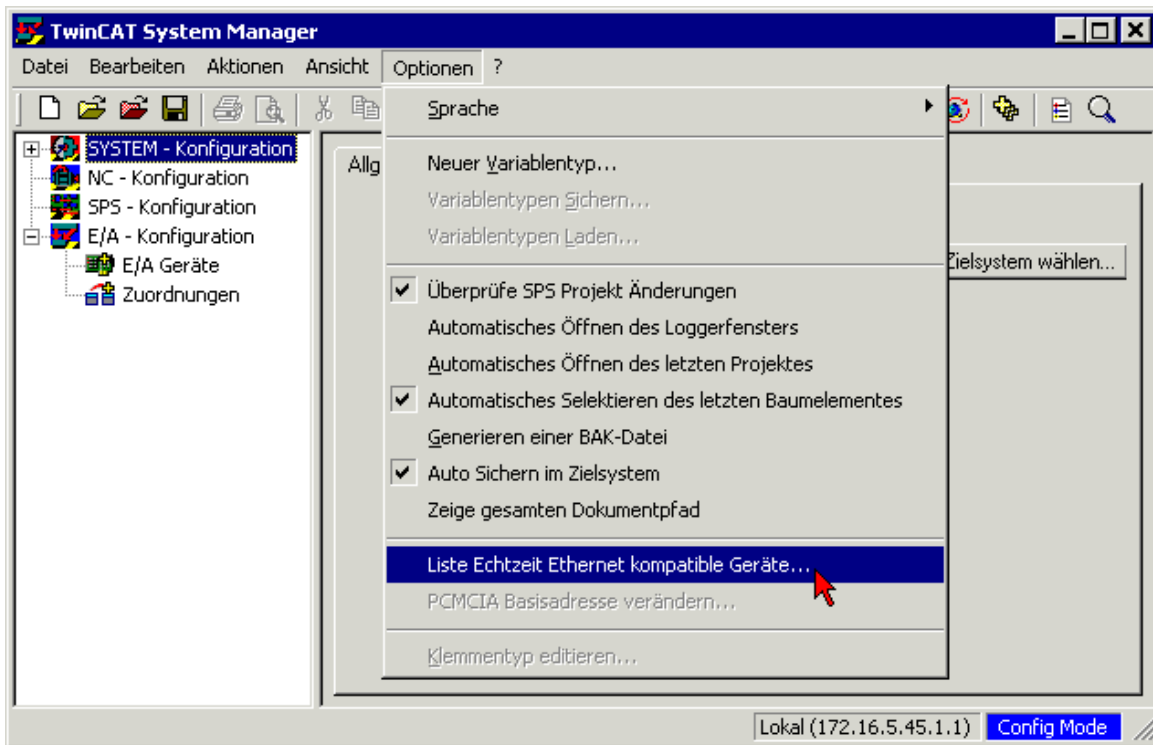 TwinCAT System Manager
Datei Bearbeiten Aktionen Ansicht Optionen ?
SYSTEM - Konfiguration
NC - Konfiguration
SPS - Konfiguration
E/A - Konfiguration
E/A Geräte
Zuordnungen
Allg
Sprache
Neuer Variablentyp...
Variablentypen Sichern...
Variablentypen Laden...
Überprüfe SPS Projekt Änderungen
Automatisches Öffnen des Loggerfensters
Automatisches Öffnen des letzten Projektes
Automatisches Selektieren des letzten Baumelementes
Generieren einer BAK-Datei
Auto Sichern im Zielsystem
Zeige gesamten Dokumentpfad
Liste Echtzeit Ethernet kompatible Geräte...
PCMCIA Basisadresse verändern...
Klemmentyp editieren...
Zielsystem wählen...
Lokal (172.16.5.45.1.1) Config Mode